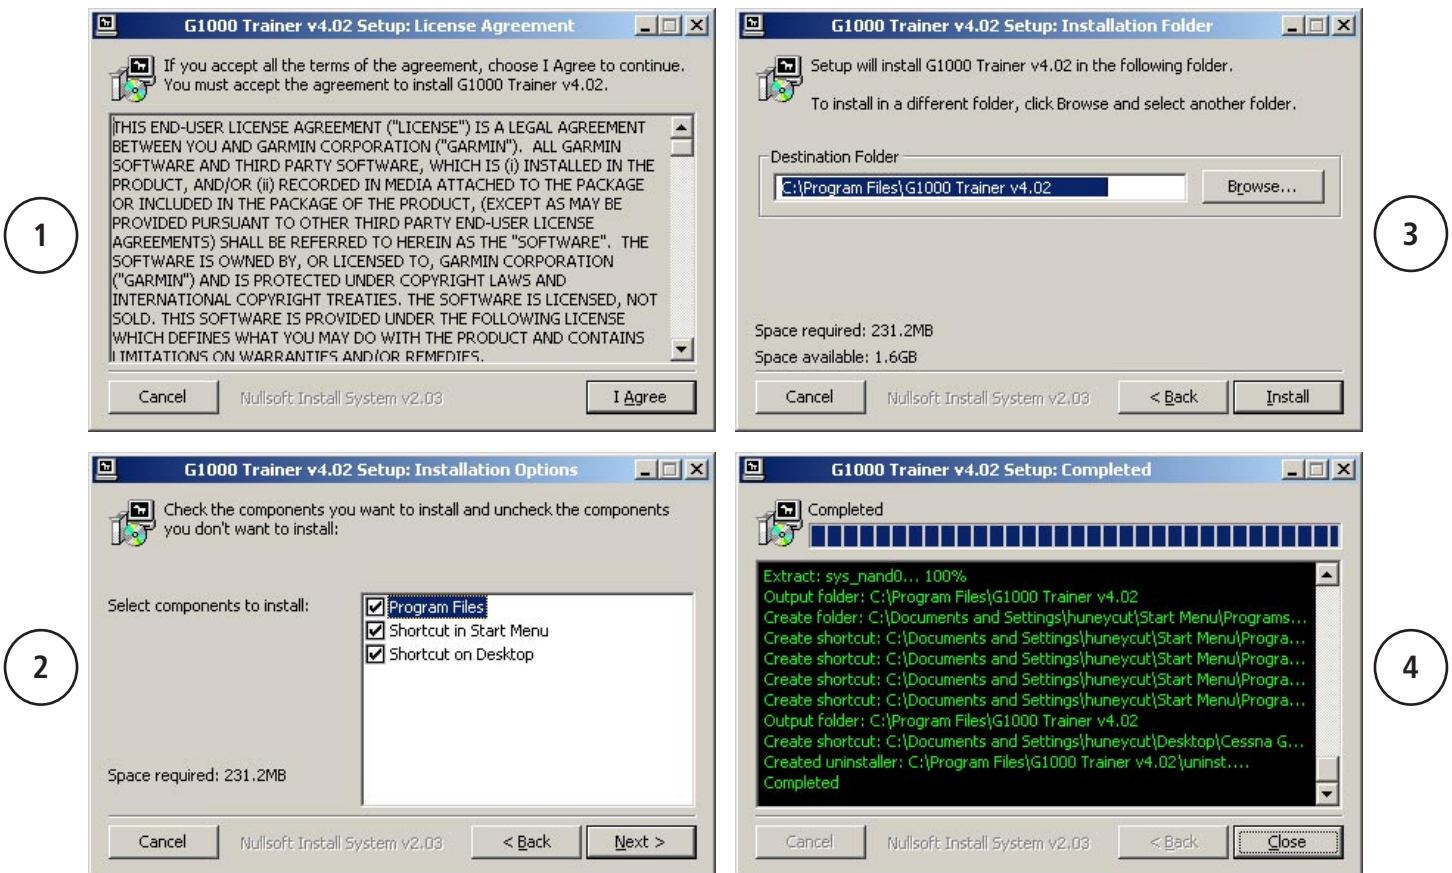 1
G1000 Trainer v4.02 Setup: License Agreement
If you accept all the terms of the agreement, choose I Agree to continue.
You must accept the agreement to install G1000 Trainer v4.02.
THIS END-USER LICENSE AGREEMENT ("LICENSE") IS A LEGAL AGREEMENT
BETWEEN YOU AND GARMIN CORPORATION ("GARMIN").  ALL GARMIN
SOFTWARE AND THIRD PARTY SOFTWARE, WHICH IS (i) INSTALLED IN THE
PRODUCT, AND/OR (ii) RECORDED IN MEDIA ATTACHED TO THE PACKAGE
OR INCLUDED IN THE PACKAGE OF THE PRODUCT, (EXCEPT AS MAY BE
PROVIDED PURSUANT TO OTHER THIRD PARTY END-USER LICENSE
AGREEMENTS) SHALL BE REFERRED TO HEREIN AS THE "SOFTWARE".  THE
SOFTWARE IS OWNED BY, OR LICENSED TO, GARMIN CORPORATION
("GARMIN") AND IS PROTECTED UNDER COPYRIGHT LAWS AND
INTERNATIONAL COPYRIGHT TREATIES. THE SOFTWARE IS LICENSED, NOT
SOLD. THIS SOFTWARE IS PROVIDED UNDER THE FOLLOWING LICENSE
WHICH DEFINES WHAT YOU MAY DO WITH THE PRODUCT AND CONTAINS
LIMITATIONS ON WARRANTIES AND/OR REMEDIES.
Cancel
Nullsoft Install System v2.03
I Agree
2
G1000 Trainer v4.02 Setup: Installation Options
Check the components you want to install and uncheck the components
you don't want to install:
Select components to install:
Program Files
Shortcut in Start Menu
Shortcut on Desktop
Space required: 231.2MB
Cancel
Nullsoft Install System v2.03
< Back
Next >
3
G1000 Trainer v4.02 Setup: Installation Folder
Setup will install G1000 Trainer v4.02 in the following folder.
To install in a different folder, click Browse and select another folder.
Destination Folder
C:\Program Files\G1000 Trainer v4.02
Browse...
Space required: 231.2MB
Space available: 1.6GB
Cancel
Nullsoft Install System v2.03
< Back
Install
4
G1000 Trainer v4.02 Setup: Completed
Completed
Extract: sys_nand0... 100%
Output folder: C:\Program Files\G1000 Trainer v4.02
Create folder: C:\Documents and Settings\huneycut\Start Menu\Programs...
Create shortcut: C:\Documents and Settings\huneycut\Start Menu\Progra...
Create shortcut: C:\Documents and Settings\huneycut\Start Menu\Progra...
Create shortcut: C:\Documents and Settings\huneycut\Start Menu\Progra...
Create shortcut: C:\Documents and Settings\huneycut\Start Menu\Progra...
Output folder: C:\Program Files\G1000 Trainer v4.02
Create shortcut: C:\Documents and Settings\huneycut\Desktop\Cessna G...
Created uninstaller: C:\Program Files\G1000 Trainer v4.02\uninst....
Completed
Cancel
Nullsoft Install System v2.03
< Back
Close